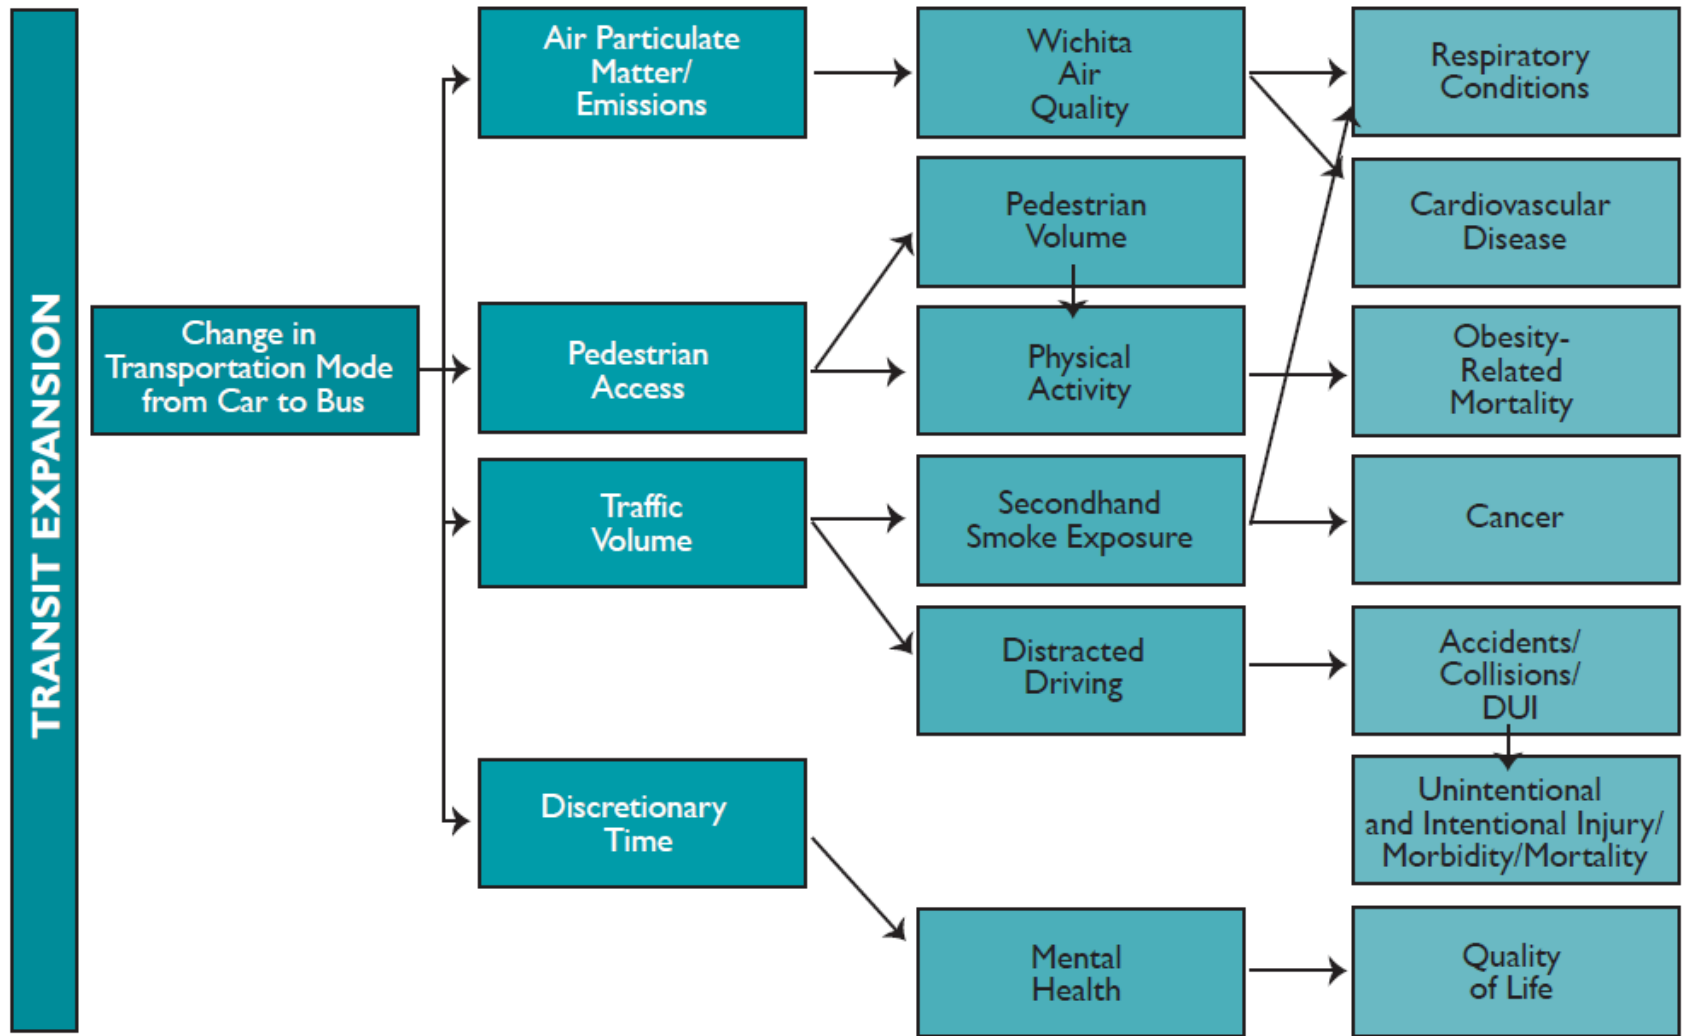 TRANSIT EXPANSION
Change in
Transportation Mode
from Car to Bus
Air Particulate
Matter/
Emissions
Pedestrian
Access
Traffic
Volume
Discretionary
Time
Wichita
Air
Quality
Pedestrian
Volume
Physical
Activity
Secondhand
Smoke Exposure
Distracted
Driving
Mental
Health
Respiratory
Conditions
Cardiovascular
Disease
Obesity-
Related
Mortality
Cancer
Accidents/
Collisions/
DUI
Unintentional
and Intentional Injury/
Morbidity/Mortality
Quality
of Life